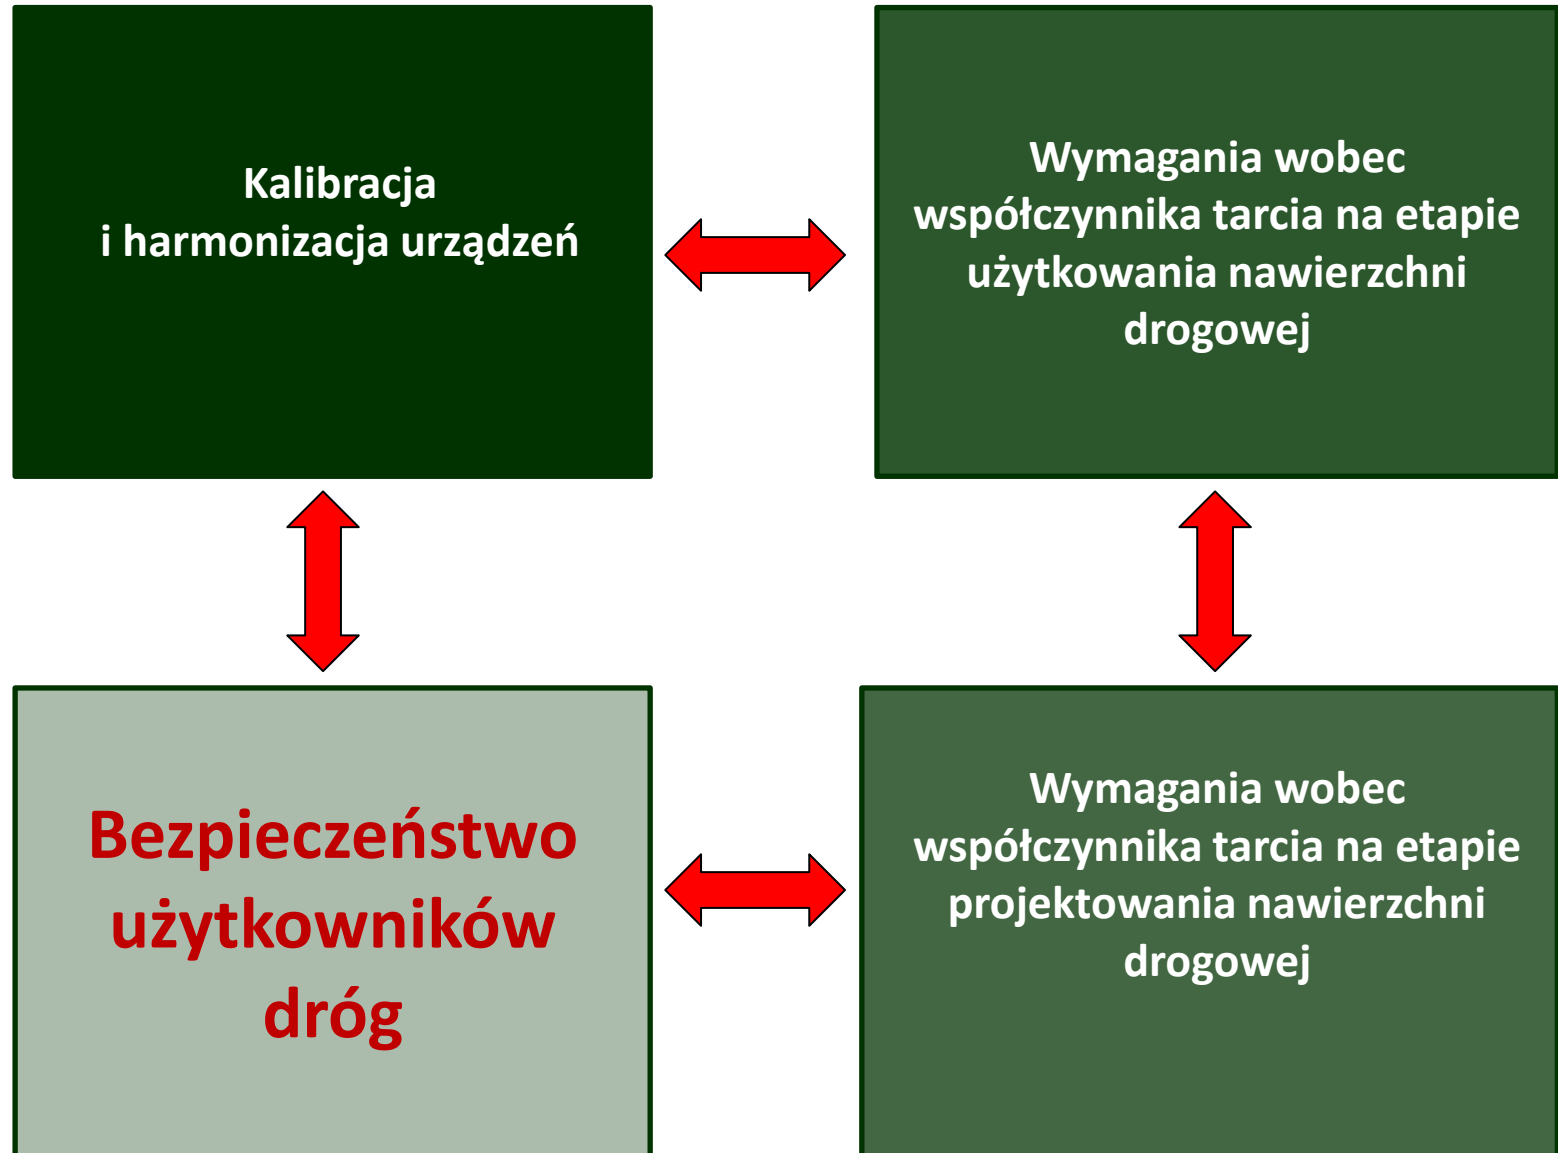 Kalibracja
i harmonizacja urządzeń
Wymagania wobec
współczynnika tarcia na etapie
użytkowania nawierzchni
drogowej
Bezpieczeństwo
użytkowników
dróg
Wymagania wobec
współczynnika tarcia na etapie
projektowania nawierzchni
drogowej